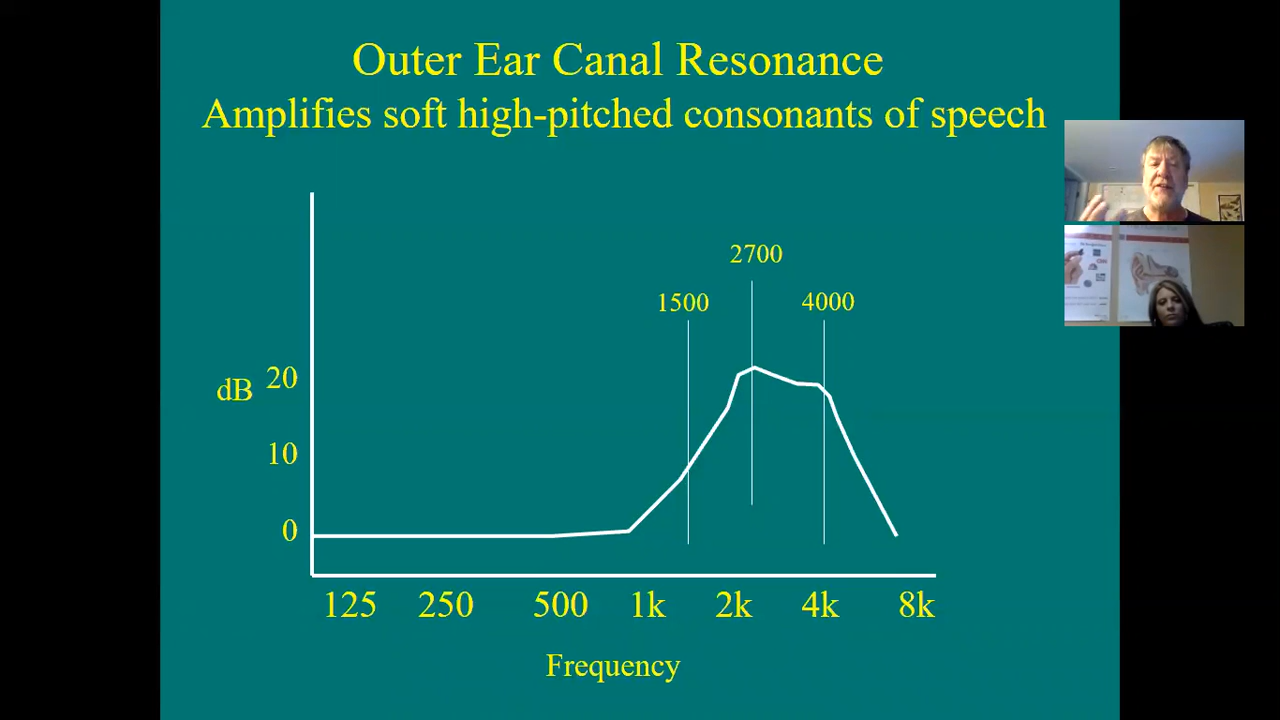 Outer Ear Canal Resonance
Amplifies soft high-pitched consonants of speech
2700
1500
4000
dB
20
10
0
125 250 500 1k 2k 4k 8k
Frequency